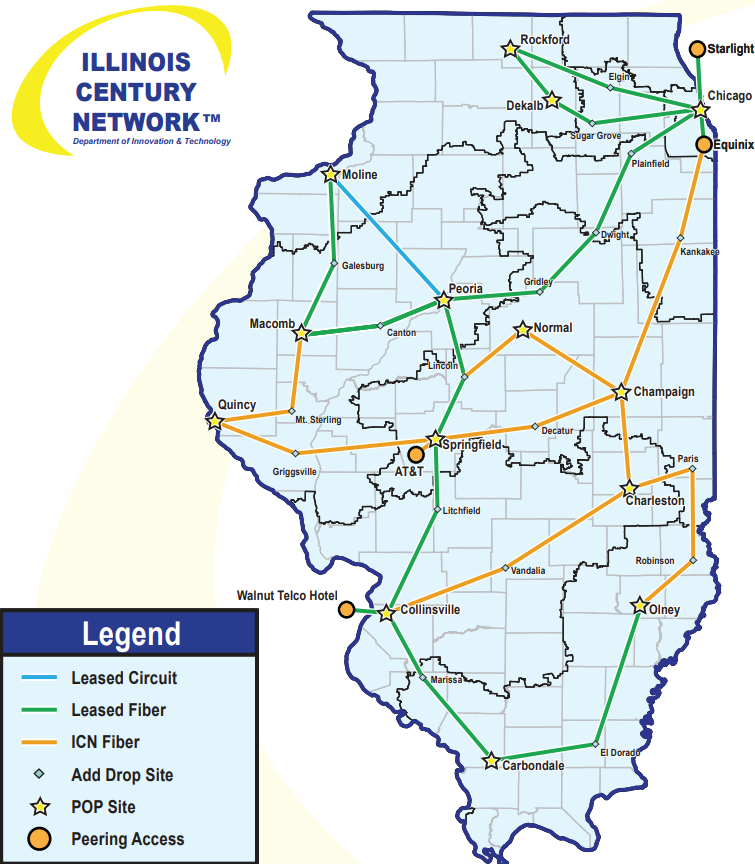 ILLINOIS
CENTURY
NETWORK™
Department of Innovation & Technology
Rockford
Starlight
Elgin
Chicago
Dekalb
Sugar Grove
Equinix
Plainfield
Moline
Dwight
Kankakee
Galesburg
Gridley
Peoria
Macomb
Canton
Normal
Lincoln
Champaign
Quincy
Mt. Sterling
Decatur
Springfield
Griggsville
AT&T
Paris
Charleston
Litchfield
Robinson
Vandalia
Walnut Telco Hotel
Collinsville
Olney
Marissa
El Dorado
Carbondale
Legend
Leased Circuit
Leased Fiber
ICN Fiber
Add Drop Site
POP Site
Peering Access